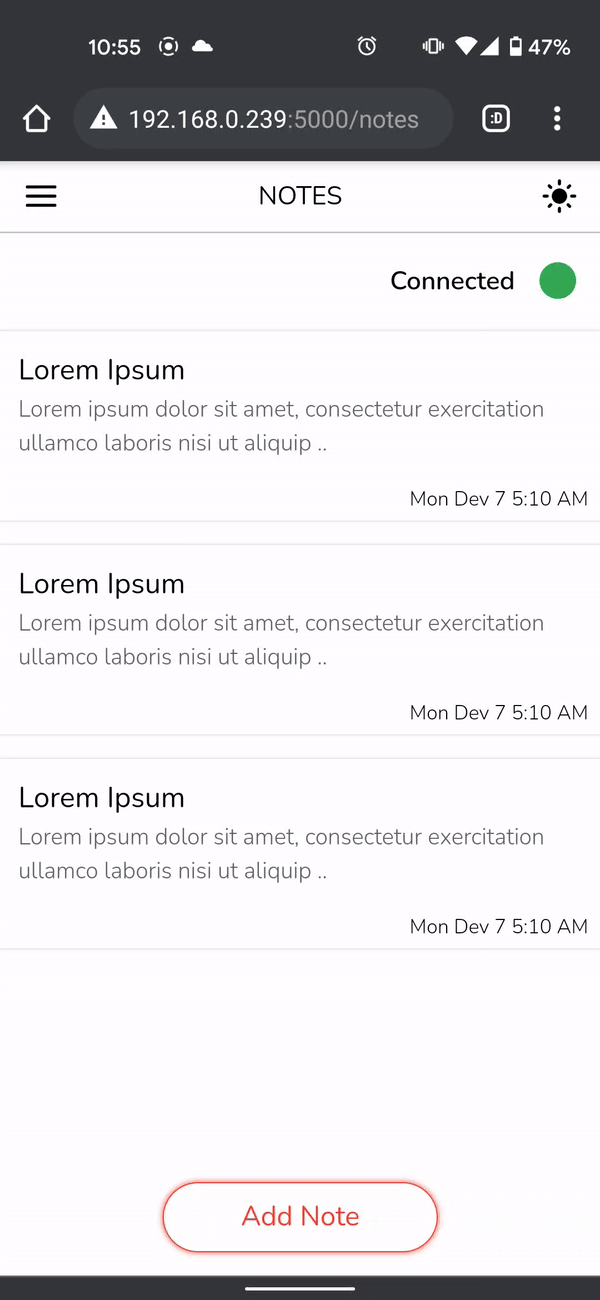 10:55
47%
192.168.0.239:5000/notes
:D
NOTES
Connected
Lorem Ipsum
Lorem ipsum dolor sit amet, consectetur exercitation
ullamco laboris nisi ut aliquip ..
Mon Dev 7 5:10 AM
Lorem Ipsum
Lorem ipsum dolor sit amet, consectetur exercitation
ullamco laboris nisi ut aliquip ..
Mon Dev 7 5:10 AM
Lorem Ipsum
Lorem ipsum dolor sit amet, consectetur exercitation
ullamco laboris nisi ut aliquip ..
Mon Dev 7 5:10 AM
Add Note